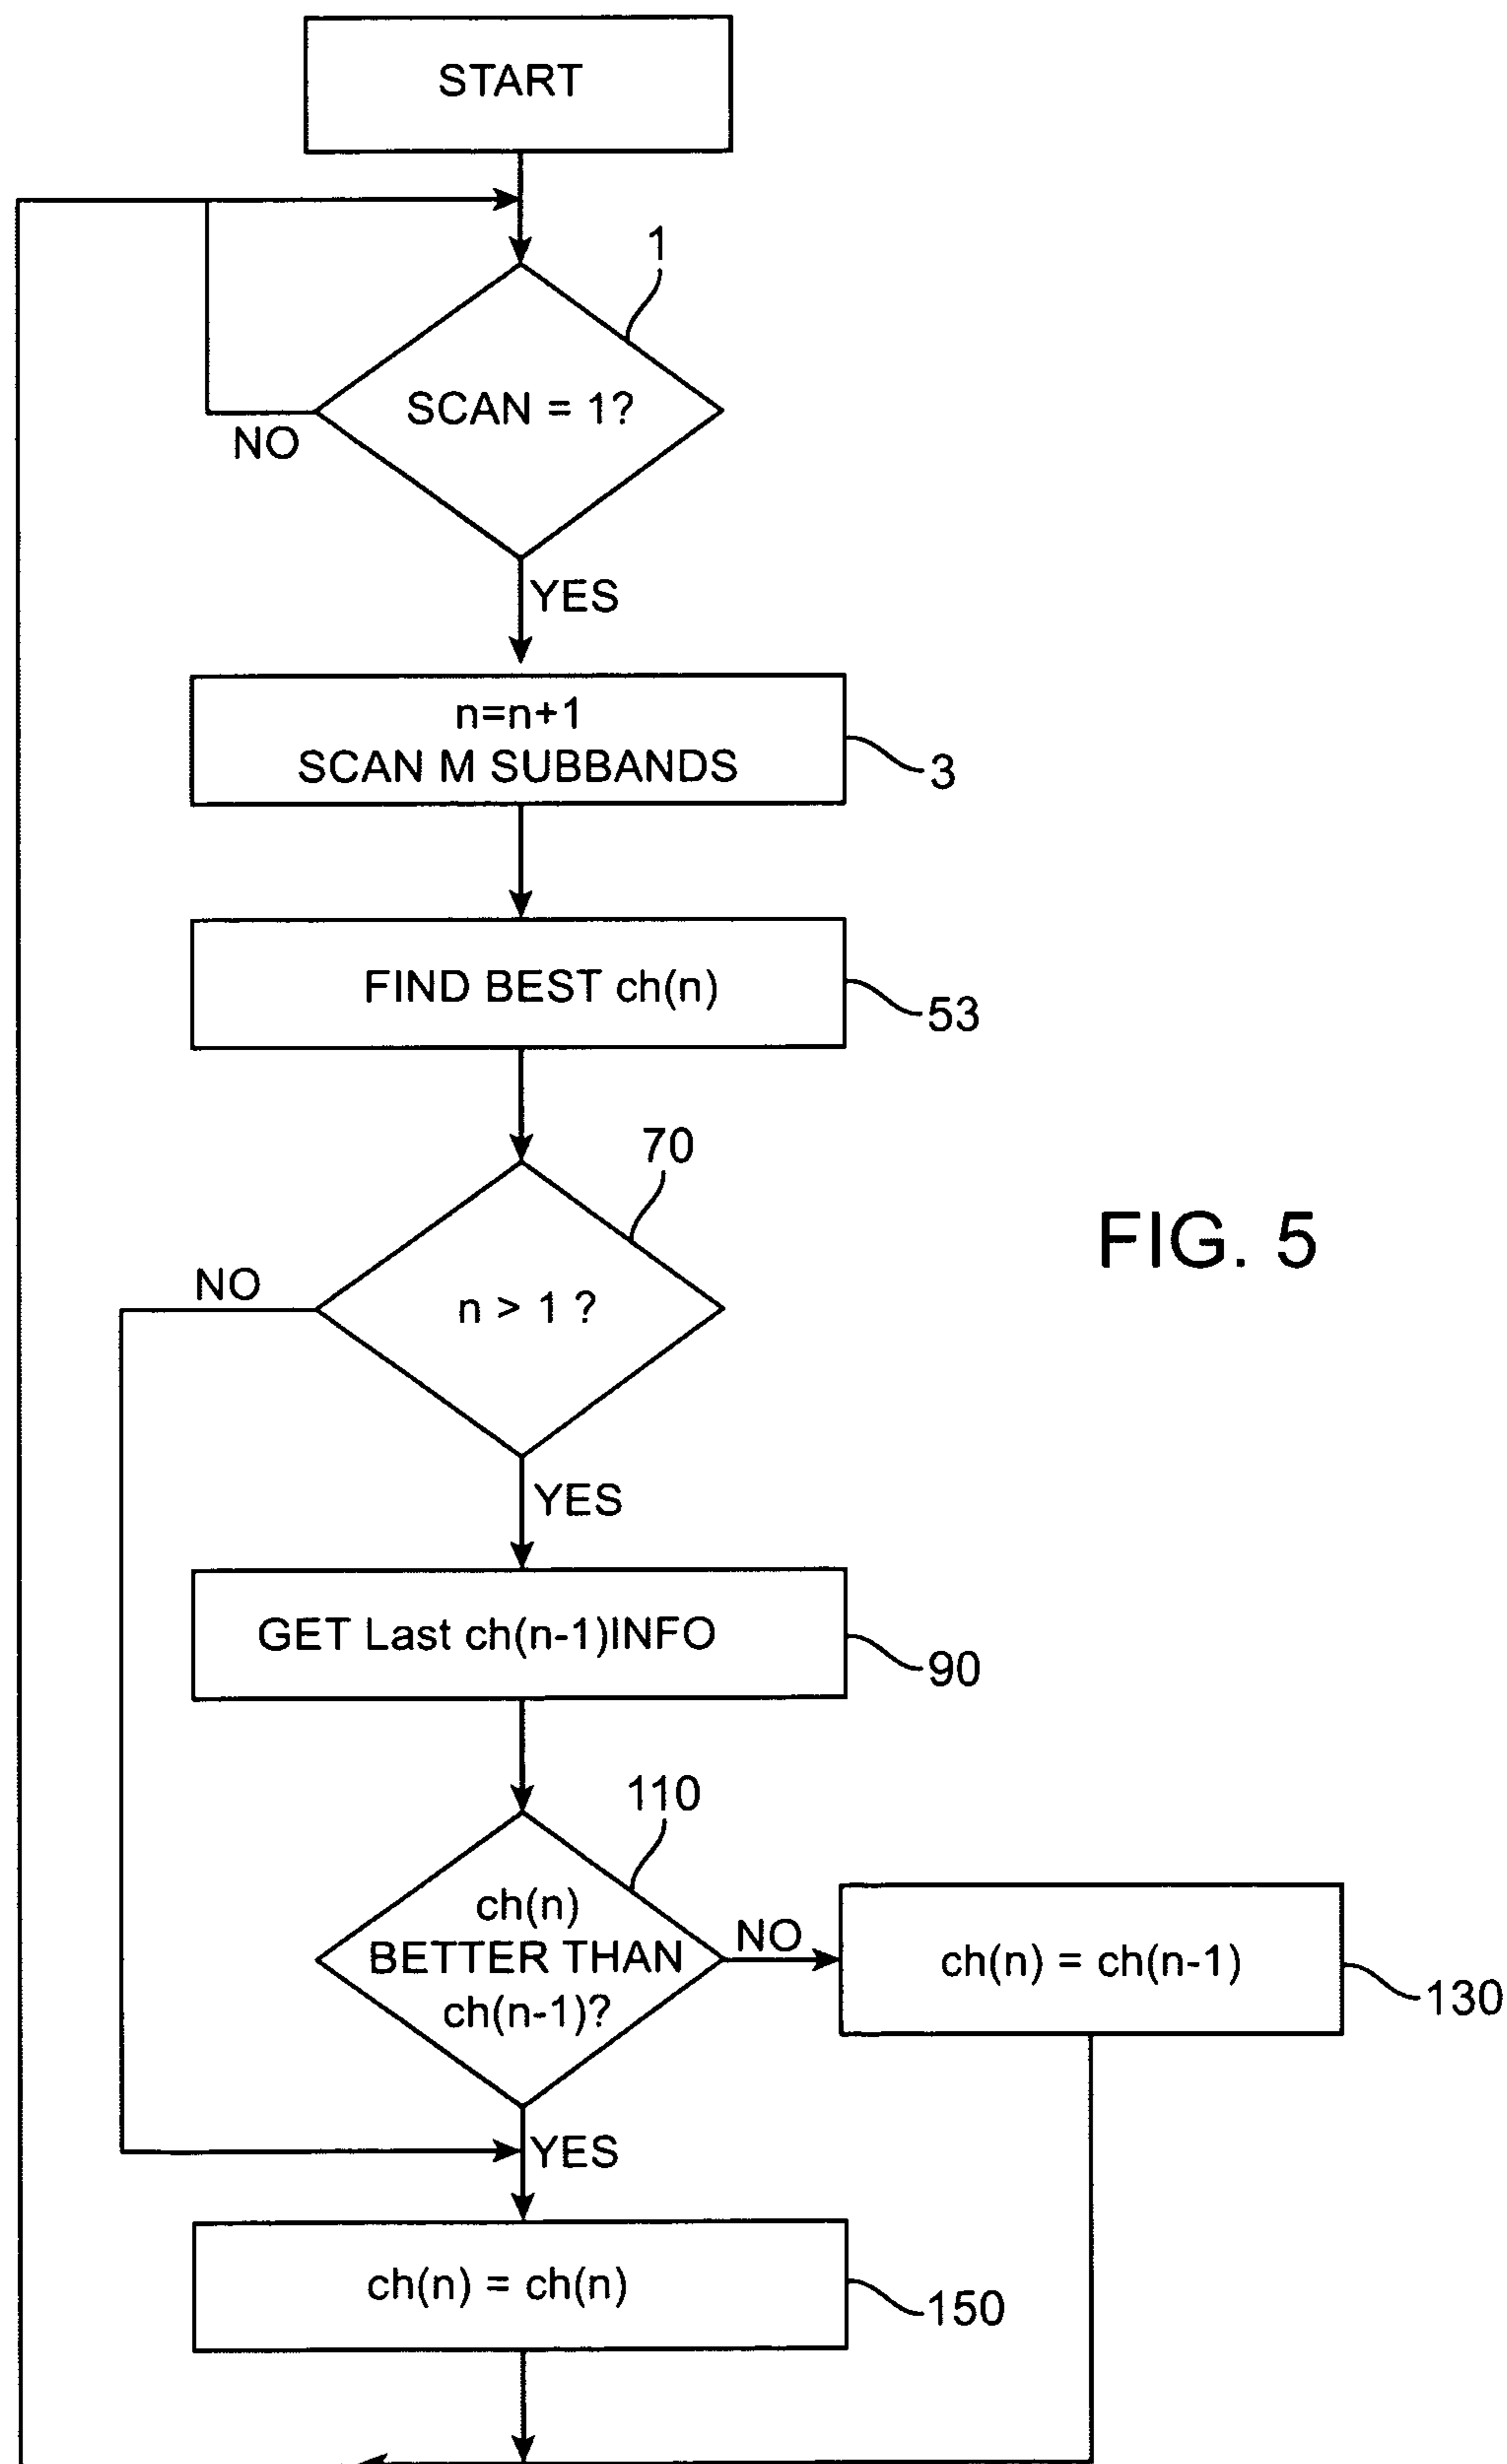 START
1
SCAN = 1?
NO
YES
n=n+1
SCAN M SUBBANDS
3
FIND BEST ch(n)
53
70
NO
n > 1 ?
FIG. 5
YES
GET Last ch(n-1)INFO
90
110
ch(n)
BETTER THAN
ch(n-1)?
NO
ch(n) = ch(n-1)
130
YES
ch(n) = ch(n)
150